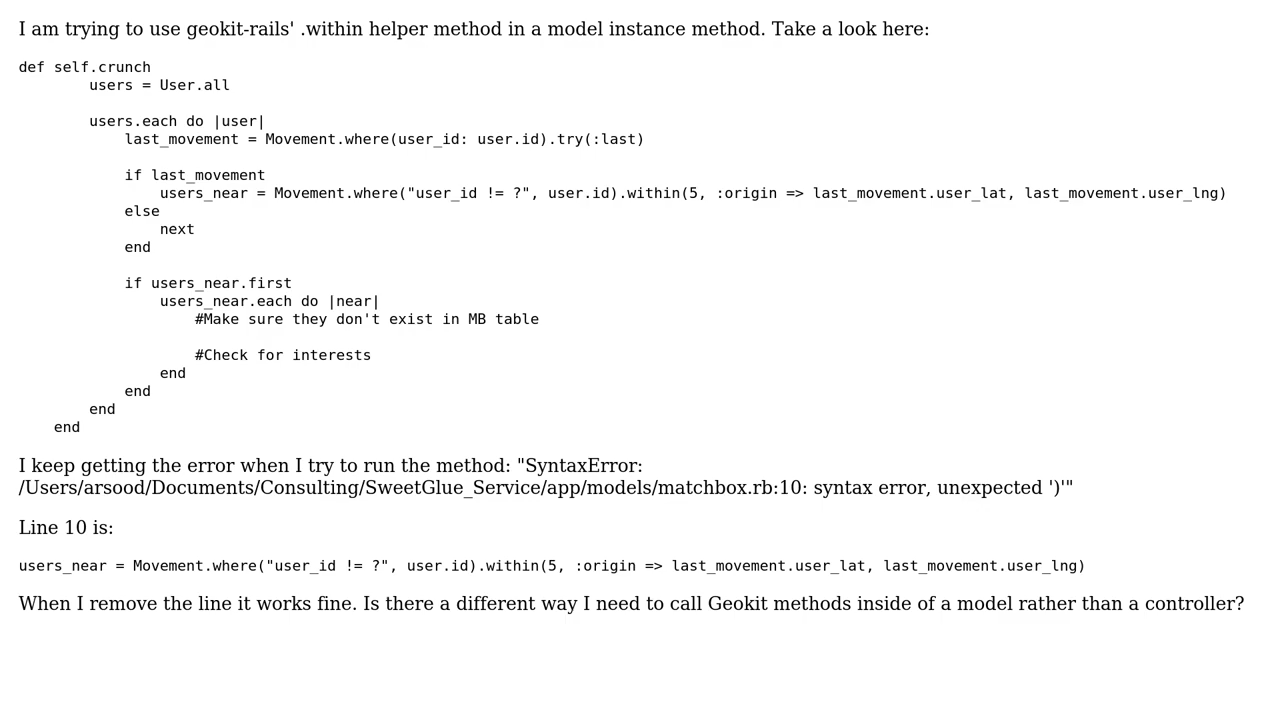 I am trying to use geokit-rails' .within helper method in a model instance method. Take a look here:
def self.crunch
        users = User.all

        users.each do |user|
            last_movement = Movement.where(user_id: user.id).try(:last)

            if last_movement
                users_near = Movement.where("user_id != ?", user.id).within(5, :origin => last_movement.user_lat, last_movement.user_lng)
            else
                next
            end

            if users_near.first
                users_near.each do |near|
                    #Make sure they don't exist in MB table

                    #Check for interests
                end
            end
        end
    end
I keep getting the error when I try to run the method: "SyntaxError:
/Users/arsood/Documents/Consulting/SweetGlue_Service/app/models/matchbox.rb:10: syntax error, unexpected ')'"
Line 10 is:
users_near = Movement.where("user_id != ?", user.id).within(5, :origin => last_movement.user_lat, last_movement.user_lng)
When I remove the line it works fine. Is there a different way I need to call Geokit methods inside of a model rather than a controller?